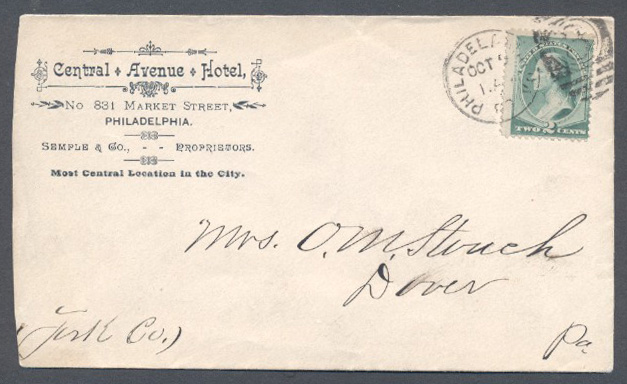 Central Avenue Hotel,
No 831 Market Street,
PHILADELPHIA.
Semple & Co., - - Proprietors.
Most Central Location in the City.
PHILADELPHIA
OCT
TWO 2 CENTS
Mrs. O. M. Stouch
Dover
(York Co.)
Pa